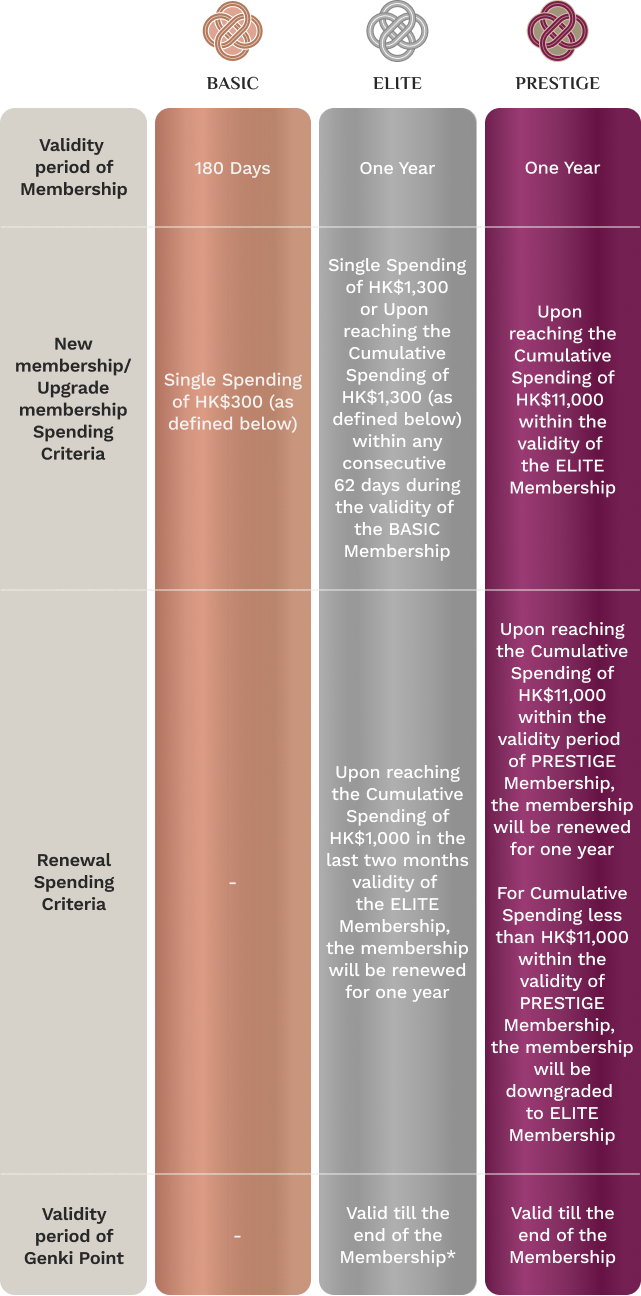 BASIC
ELITE
PRESTIGE
Validity
period of
Membership
180 Days
One Year
One Year
New
membership/
Upgrade
membership
Spending
Criteria
Single Spending
of HK$300 (as
defined below)
Single Spending
of HK$1,300
or Upon
reaching the
Cumulative
Spending of
HK$1,300 (as
defined below)
within any
consecutive
62 days during
the validity of
the BASIC
Membership
Upon
reaching the
Cumulative
Spending of
HK$11,000
within the
validity of
the ELITE
Membership
Renewal
Spending
Criteria
-
Upon reaching
the Cumulative
Spending of
HK$1,000 in the
last two months
validity of
the ELITE
Membership,
the membership
will be renewed
for one year
Upon reaching
the Cumulative
Spending of
HK$11,000
within the
validity period
of PRESTIGE
Membership,
the membership
will be renewed
for one year
For Cumulative
Spending less
than HK$11,000
within the
validity of
PRESTIGE
Membership,
the membership
will be
downgraded
to ELITE
Membership
Validity
period of
Genki Point
-
Valid till the
end of the
Membership*
Valid till the
end of the
Membership